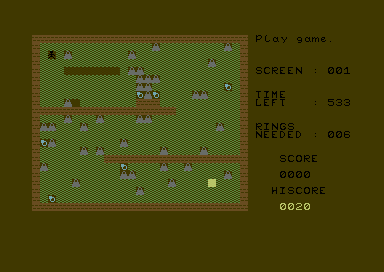 Play game.
SCREEN : 001
TIME
LEFT : 533
RINGS
NEEDED : 006
SCORE
0000
HISCORE
0020